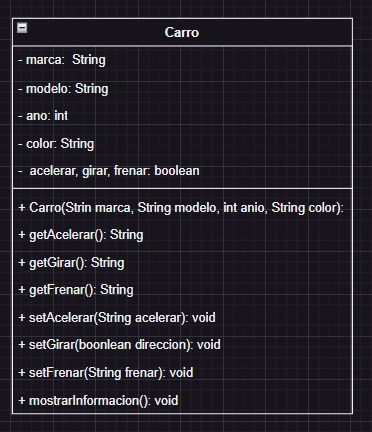 Carro
- marca: String
- modelo: String
- ano: int
- color: String
- acelerar, girar, frenar: boolean
+ Carro(Strin marca, String modelo, int anio, String color):
+ getAcelerar(): String
+ getGirar(): String
+ getFrenar(): String
+ setAcelerar(String acelerar): void
+ setGirar(boonlean direccion): void
+ setFrenar(String frenar): void
+ mostrarInformacion(): void